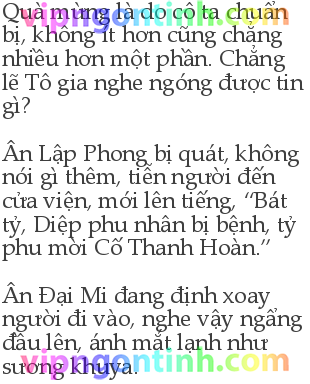 Quà mừng là do cô ta chuẩn
bị, không ít hơn cũng chẳng
nhiều hơn một phần. Chẳng
lẽ Tô gia nghe ngóng được tin
gì?
Ân Lập Phong bị quát, không
nói gì thêm, tiễn người đến
cửa viện, mới lên tiếng, “Bát
tỷ, Diệp phu nhân bị bệnh, tỷ
phu mời Cố Thanh Hoàn.”
Ân Đại Mi đang định xoay
người đi vào, nghe vậy ngẩng
đầu lên, ánh mắt lạnh như
sương khuya.
vipngontinh.com
vipngontinh.com